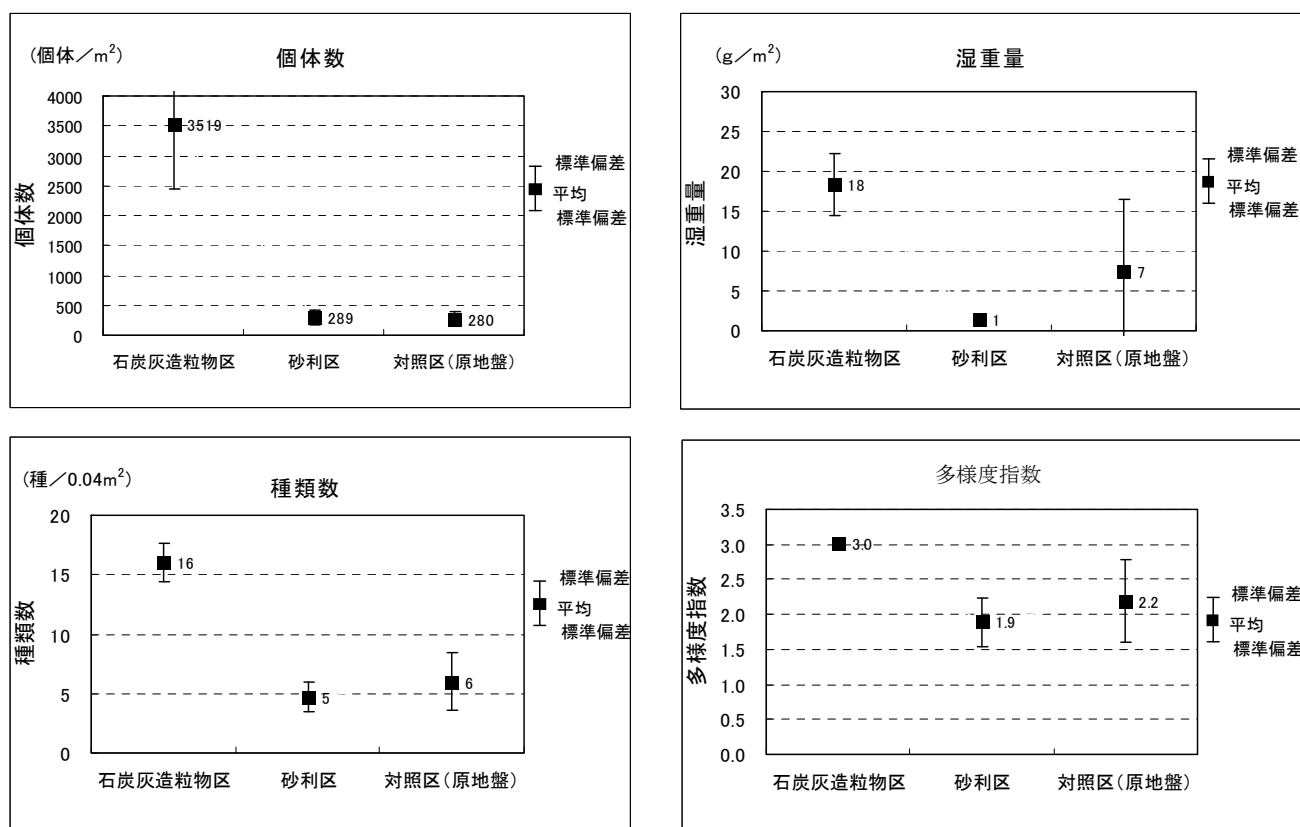 (個体／m²)
個体数
個体数
4000
3500
3000
2500
2000
1500
1000
500
0
3519
289
280
石炭灰造粒物区
砂利区
対照区(原地盤)
標準偏差
平均
標準偏差
(g／m²)
湿重量
湿重量
30
25
20
15
10
5
0
18
1
7
石炭灰造粒物区
砂利区
対照区(原地盤)
標準偏差
平均
標準偏差
(種／0.04m²)
種類数
種類数
20
15
10
5
0
16
5
6
石炭灰造粒物区
砂利区
対照区(原地盤)
標準偏差
平均
標準偏差
多様度指数
多様度指数
3.5
3.0
2.5
2.0
1.5
1.0
0.5
0.0
3.0
1.9
2.2
石炭灰造粒物区
砂利区
対照区(原地盤)
標準偏差
平均
標準偏差